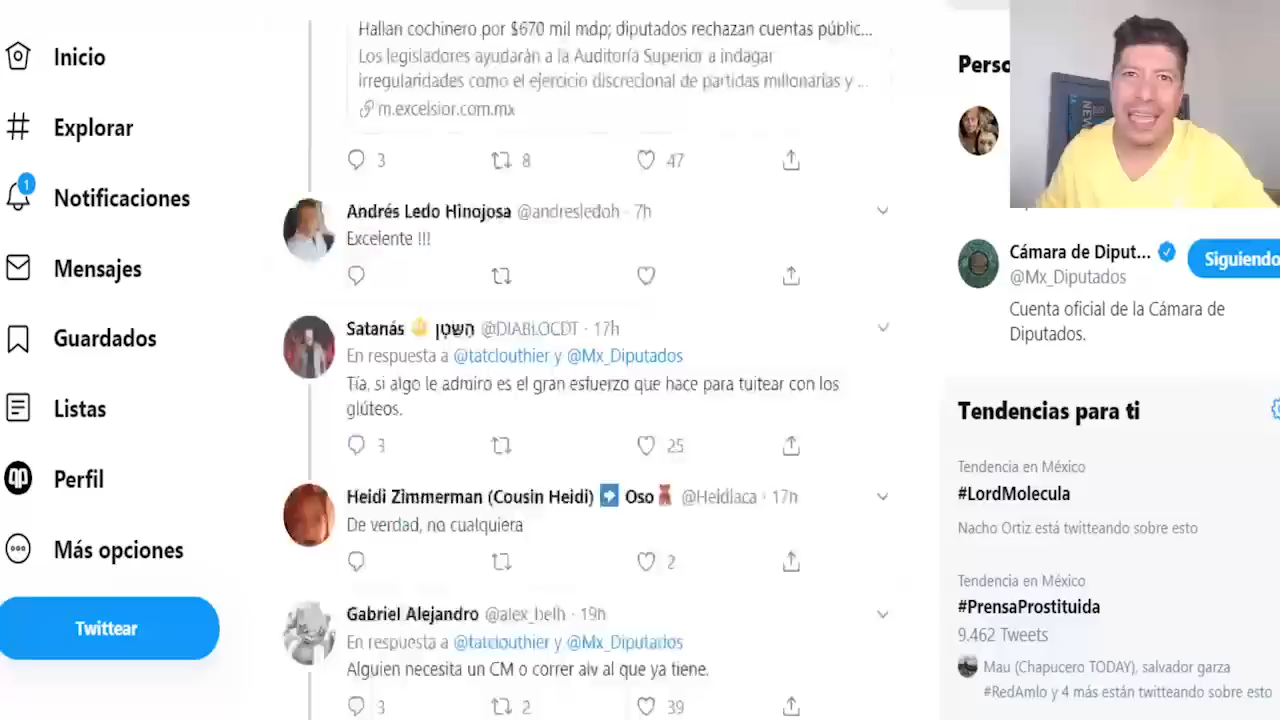 Inicio
Explorar
1
Notificaciones
Mensajes
Guardados
Listas
Perfil
Más opciones
Twittear
Hallan cochinero por $670 mil mdp; diputados rechazan cuentas públic...
Los legisladores ayudarán a la Auditoría Superior a indagar
irregularidades como el ejercicio discrecional de partidas millonarias y ...
m.excelsior.com.mx
3 8 47
Andrés Ledo Hinojosa @andresledoh · 7h
Excelente !!!
Satanás השטן @DIABLOCDT · 17h
En respuesta a @tatclouthier y @Mx_Diputados
Tía, si algo le admiro es el gran esfuerzo que hace para tuitear con los
glúteos.
3 25
Heidi Zimmerman (Cousin Heidi) ➡ Oso @Heidlaca · 17h
De verdad, no cualquiera
2
Gabriel Alejandro @alex_belh · 19h
En respuesta a @tatclouthier y @Mx_Diputados
Alguien necesita un CM o correr alv al que ya tiene.
3 2 39
Perso
Cámara de Diput...
@Mx_Diputados
Siguiendo
Cuenta oficial de la Cámara de
Diputados.
Tendencias para ti
Tendencia en México
#LordMolecula
Nacho Ortiz está twitteando sobre esto
Tendencia en México
#PrensaProstituida
9,462 Tweets
Mau (Chapucero TODAY), salvador garza
#RedAmlo y 4 más están twitteando sobre esto